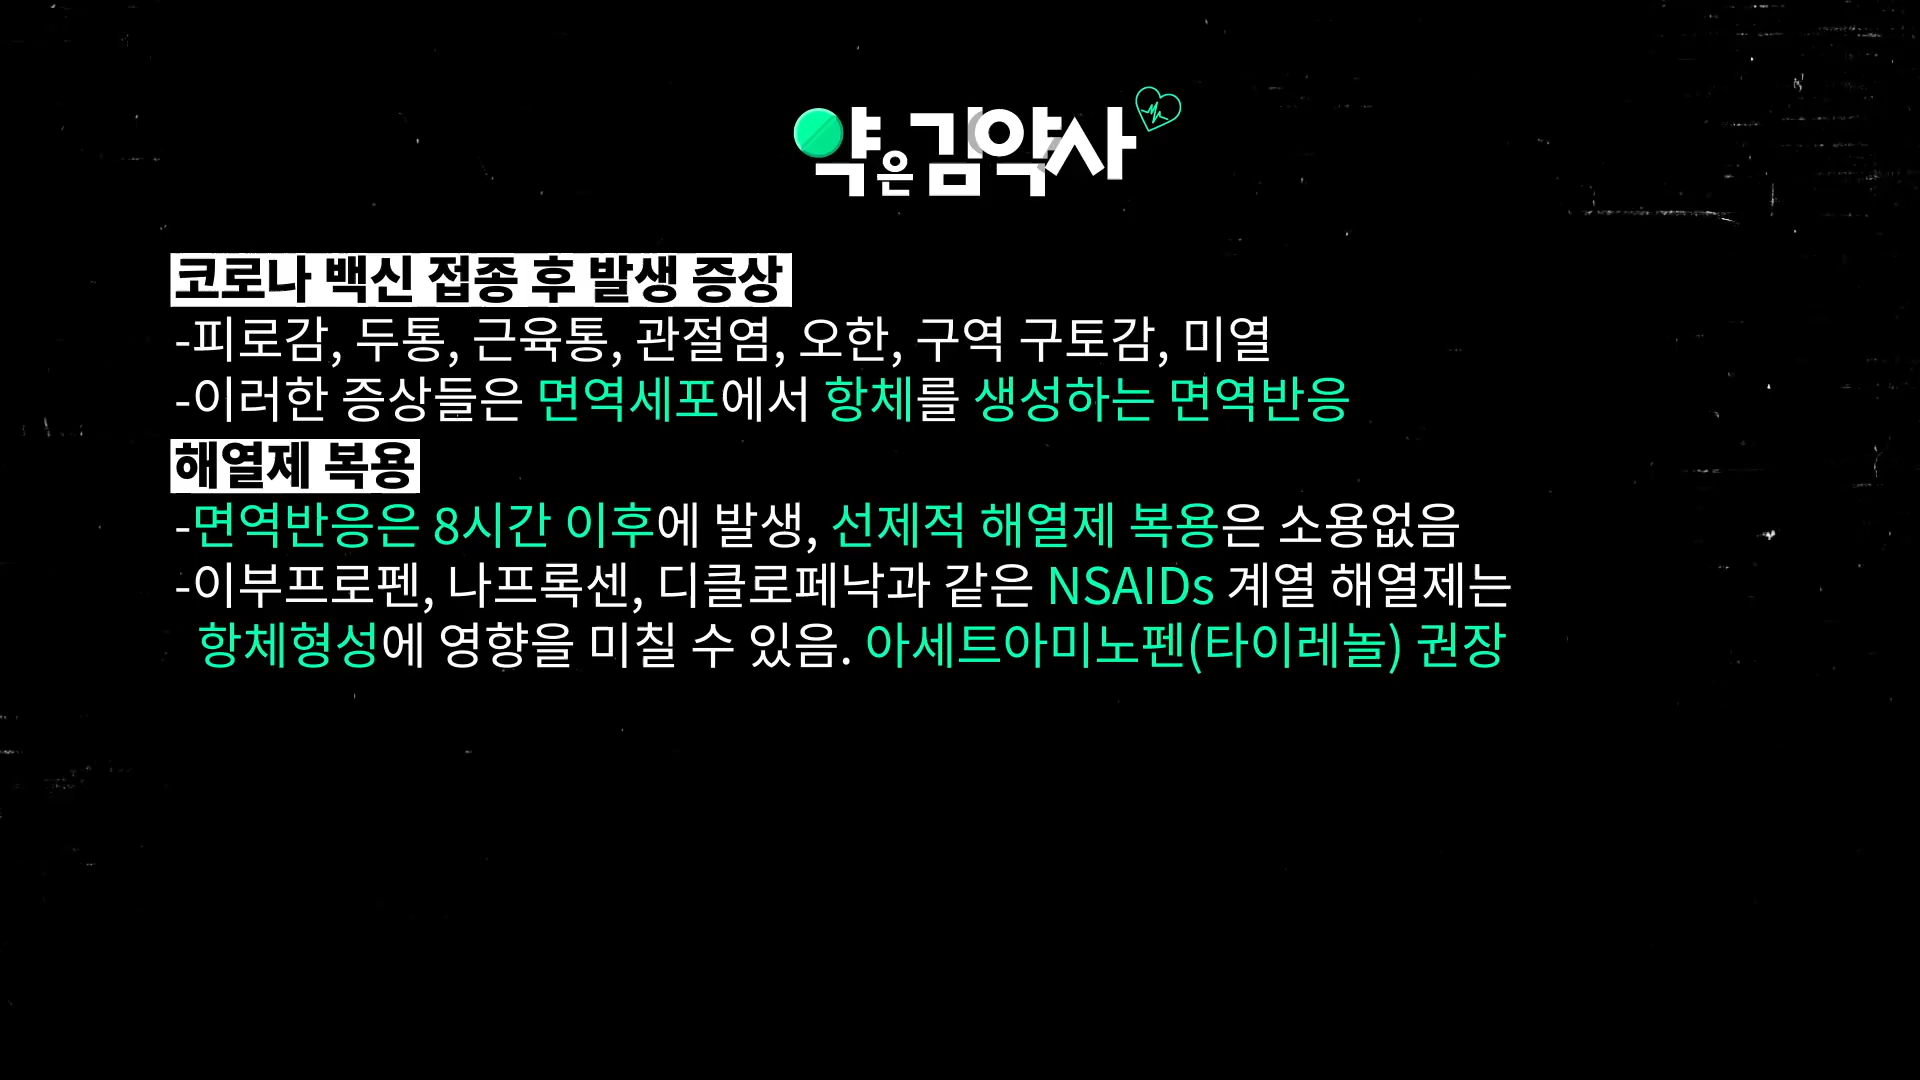 약은 김약사
코로나 백신 접종 후 발생 증상
-피로감, 두통, 근육통, 관절염, 오한, 구역 구토감, 미열
-이러한 증상들은 면역세포에서 항체를 생성하는 면역반응
해열제 복용
-면역반응은 8시간 이후에 발생, 선제적 해열제 복용은 소용없음
-이부프로펜, 나프록센, 디클로페낙과 같은 NSAIDs 계열 해열제는
항체형성에 영향을 미칠 수 있음. 아세트아미노펜(타이레놀) 권장